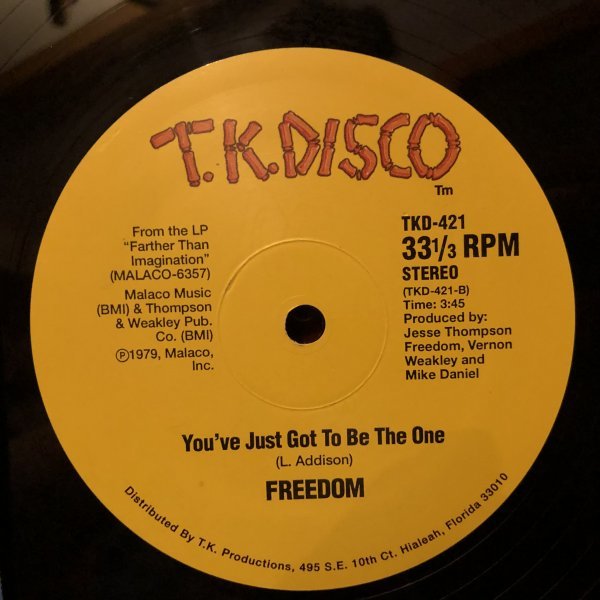 T.K.DISCO
Tm
From the LP
"Farther Than
Imagination"
(MALACO-6357)
Malaco Music
(BMI) & Thompson
& Weakley Pub.
Co. (BMI)
℗1979, Malaco,
Inc.
TKD-421
33 1/3 RPM
STEREO
(TKD-421-B)
Time: 3:45
Produced by:
Jesse Thompson
Freedom, Vernon
Weakley and
Mike Daniel
You've Just Got To Be The One
(L. Addison)
FREEDOM
Distributed By T.K. Productions, 495 S.E. 10th Ct. Hialeah, Florida 33010